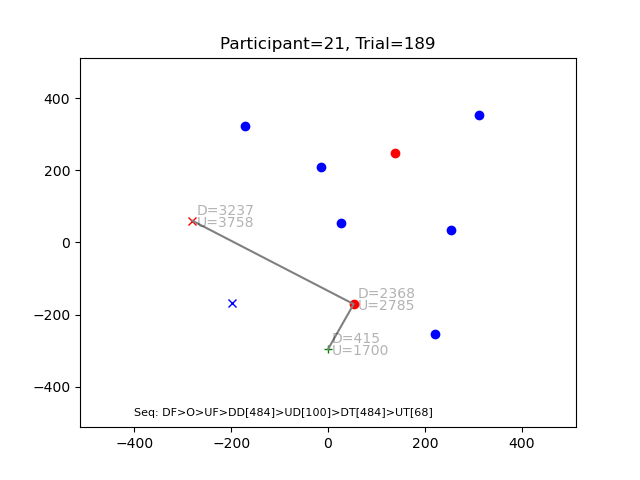 Participant=21, Trial=189
400
200
0
−200
−400
D=3237
U=3758
D=2368
U=2785
D=415
U=1700
Seq: DF>O>UF>DD[484]>UD[100]>DT[484]>UT[68]
−400 −200 0 200 400